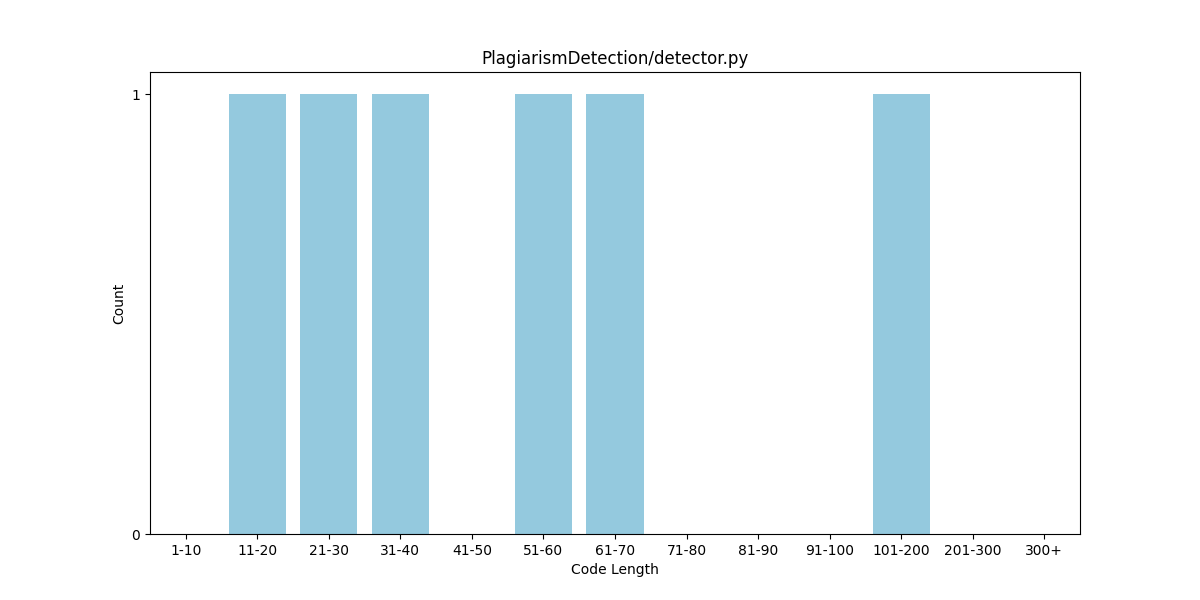 PlagiarismDetection/detector.py
1
Count
0
1-10 11-20 21-30 31-40 41-50 51-60 61-70 71-80 81-90 91-100 101-200 201-300 300+
Code Length